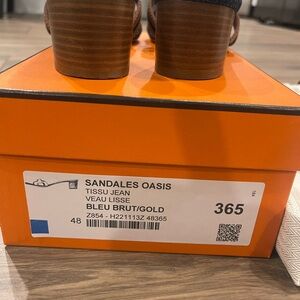 SANDALES OASIS
TISSU JEAN
VEAU LISSE
BLEU BRUT/GOLD
365
Z854 - H221113Z 48365
48